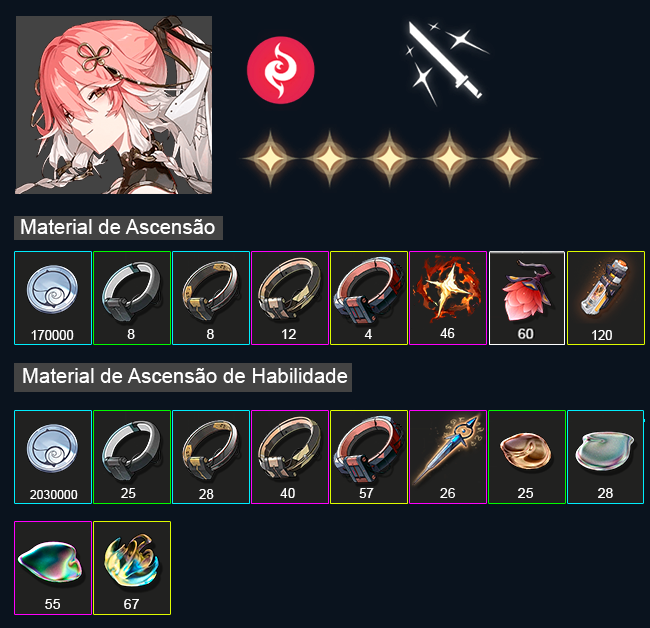 Material de Ascensão
170000 8 8 12 4 46 60 120
Material de Ascensão de Habilidade
2030000 25 28 40 57 26 25 28
55 67